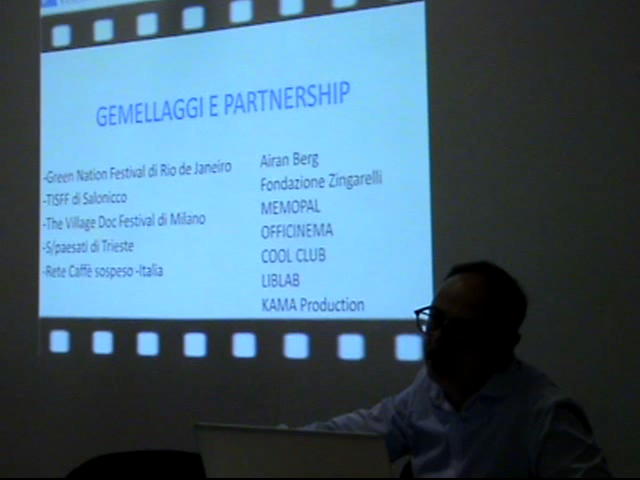 GEMELLAGGI E PARTNERSHIP
-Green Nation Festival di Rio de Janeiro
-TISFF di Salonicco
-The Village Doc Festival di Milano
-S/paesati di Trieste
-Rete Caffè sospeso -Italia
Airan Berg
Fondazione Zingarelli
MEMOPAL
OFFICINEMA
COOL CLUB
LIBLAB
KAMA Production